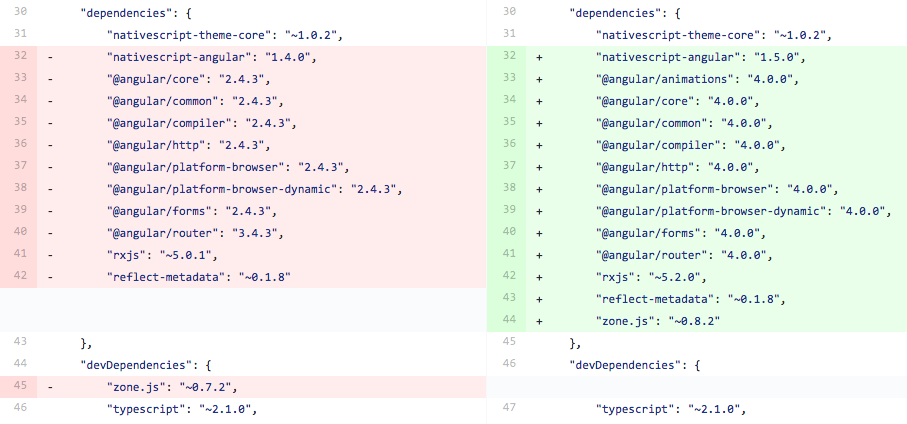 30 "dependencies": {
31 "nativescript-theme-core": "~1.0.2",
32 - "nativescript-angular": "1.4.0",
33 - "@angular/core": "2.4.3",
34 - "@angular/common": "2.4.3",
35 - "@angular/compiler": "2.4.3",
36 - "@angular/http": "2.4.3",
37 - "@angular/platform-browser": "2.4.3",
38 - "@angular/platform-browser-dynamic": "2.4.3",
39 - "@angular/forms": "2.4.3",
40 - "@angular/router": "3.4.3",
41 - "rxjs": "~5.0.1",
42 - "reflect-metadata": "~0.1.8"
43 },
44 "devDependencies": {
45 - "zone.js": "~0.7.2",
46 "typescript": "~2.1.0",
30 "dependencies": {
31 "nativescript-theme-core": "~1.0.2",
32 + "nativescript-angular": "1.5.0",
33 + "@angular/animations": "4.0.0",
34 + "@angular/core": "4.0.0",
35 + "@angular/common": "4.0.0",
36 + "@angular/compiler": "4.0.0",
37 + "@angular/http": "4.0.0",
38 + "@angular/platform-browser": "4.0.0",
39 + "@angular/platform-browser-dynamic": "4.0.0",
40 + "@angular/forms": "4.0.0",
41 + "@angular/router": "4.0.0",
42 + "rxjs": "~5.2.0",
43 + "reflect-metadata": "~0.1.8",
44 + "zone.js": "~0.8.2"
45 },
46 "devDependencies": {
47 "typescript": "~2.1.0",